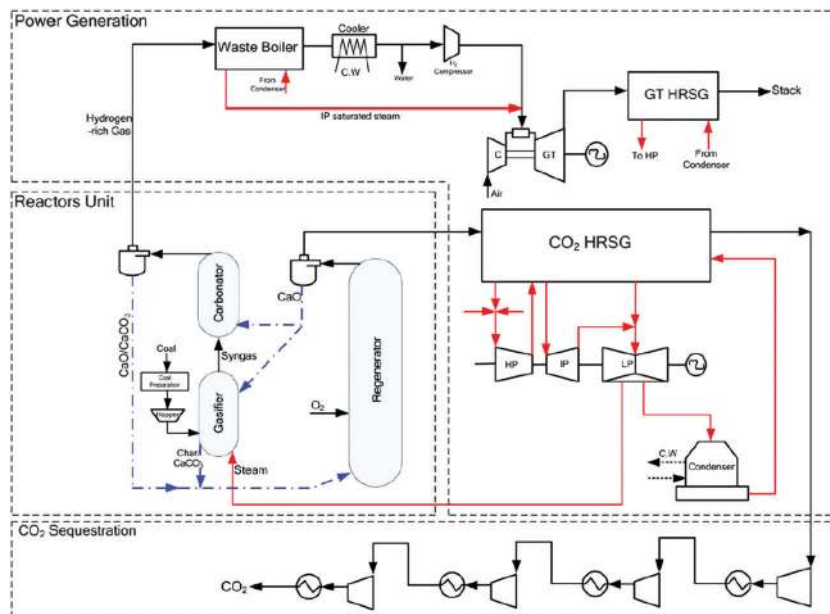 Power Generation
Waste Boiler
From
Condenser
Cooler
C.W
Water
H₂
Compressor
IP saturated steam
Hydrogen
-rich Gas
C
GT
Air
GT HRSG
Stack
To HP
From
Condenser
Reactors Unit
CaO/CaCO₃
Carbonator
CaO
Syngas
Coal
Coal
Preparation
Hopper
Gasifier
Char
CaCO₃
Steam
O₂
Regenerator
CO₂ HRSG
HP
IP
LP
C.W
Condenser
CO₂ Sequestration
CO₂